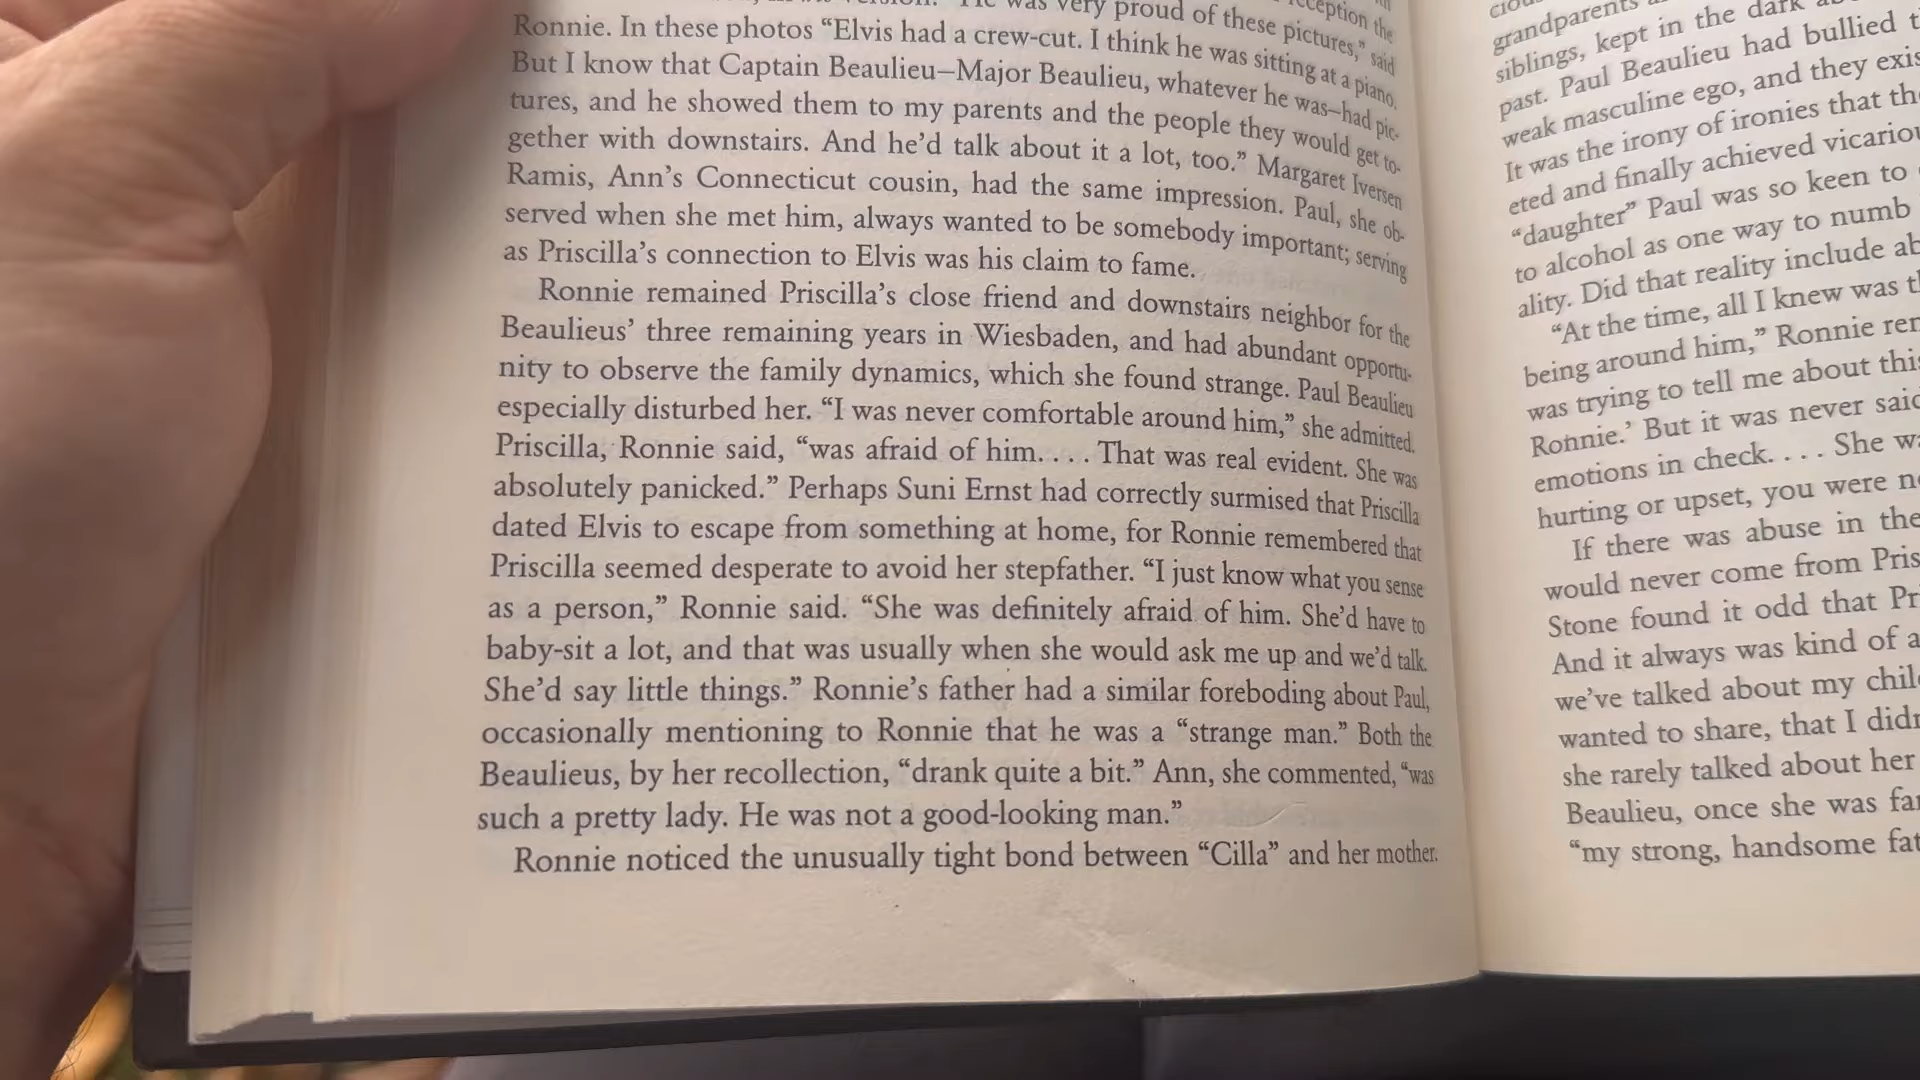 He was very proud of these pictures,” said
Ronnie. In these photos “Elvis had a crew-cut. I think he was sitting at a piano.
But I know that Captain Beaulieu—Major Beaulieu, whatever he was—had pic-
tures, and he showed them to my parents and the people they would get to-
gether with downstairs. And he’d talk about it a lot, too.” Margaret Iversen
Ramis, Ann’s Connecticut cousin, had the same impression. Paul, she ob-
served when she met him, always wanted to be somebody important; serving
as Priscilla’s connection to Elvis was his claim to fame.
Ronnie remained Priscilla’s close friend and downstairs neighbor for the
Beaulieus’ three remaining years in Wiesbaden, and had abundant opportu-
nity to observe the family dynamics, which she found strange. Paul Beaulieu
especially disturbed her. “I was never comfortable around him,” she admitted.
Priscilla, Ronnie said, “was afraid of him. . . . That was real evident. She was
absolutely panicked.” Perhaps Suni Ernst had correctly surmised that Priscilla
dated Elvis to escape from something at home, for Ronnie remembered that
Priscilla seemed desperate to avoid her stepfather. “I just know what you sense
as a person,” Ronnie said. “She was definitely afraid of him. She’d have to
baby-sit a lot, and that was usually when she would ask me up and we’d talk.
She’d say little things.” Ronnie’s father had a similar foreboding about Paul,
occasionally mentioning to Ronnie that he was a “strange man.” Both the
Beaulieus, by her recollection, “drank quite a bit.” Ann, she commented, “was
such a pretty lady. He was not a good-looking man.”
Ronnie noticed the unusually tight bond between “Cilla” and her mother.
grandparents
siblings, kept in the dark
past. Paul Beaulieu had bullied
weak masculine ego, and they
It was the irony of ironies that
eted and finally achieved
“daughter” Paul was so keen to
to alcohol as one way to numb
ality. Did that reality include
“At the time, all I knew was
being around him,” Ronnie
was trying to tell me about
Ronnie.’ But it was never
emotions in check. . . . She
hurting or upset, you were
If there was abuse in the
would never come from
Stone found it odd that
And it always was kind of a
we’ve talked about my
wanted to share, that I
she rarely talked about her
Beaulieu, once she was
“my strong, handsome